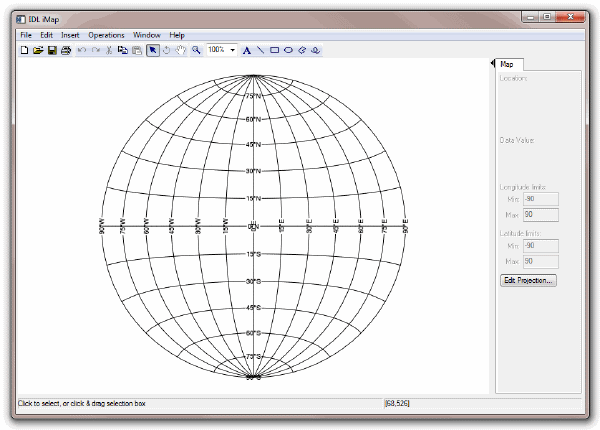 IDL iMap
File Edit Insert Operations Window Help
100%
Map
Location:
Data Value:
Longitude limits:
Min: -90
Max: 90
Latitude limits:
Min: -90
Max: 90
Edit Projection...
75°N
60°N
45°N
30°N
15°N
90°W 75°W 60°W 45°W 30°W 15°E 30°E 45°E 60°E 75°E 90°E
15°S
30°S
45°S
60°S
75°S
90°S
Click to select, or click & drag selection box [68,526]